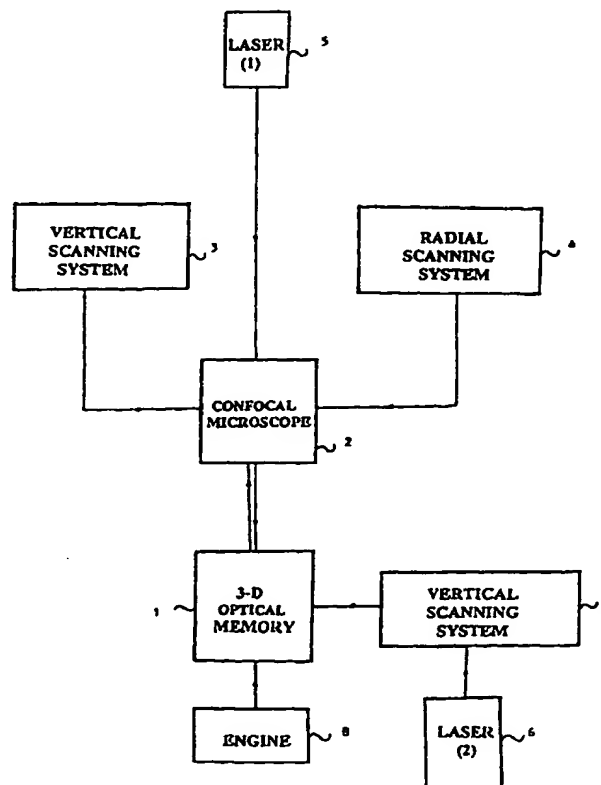 LASER
(1)
5
VERTICAL
SCANNING
SYSTEM
3
RADIAL
SCANNING
SYSTEM
4
CONFOCAL
MICROSCOPE
2
3-D
OPTICAL
MEMORY
1
VERTICAL
SCANNING
SYSTEM
ENGINE
8
LASER
(2)
6